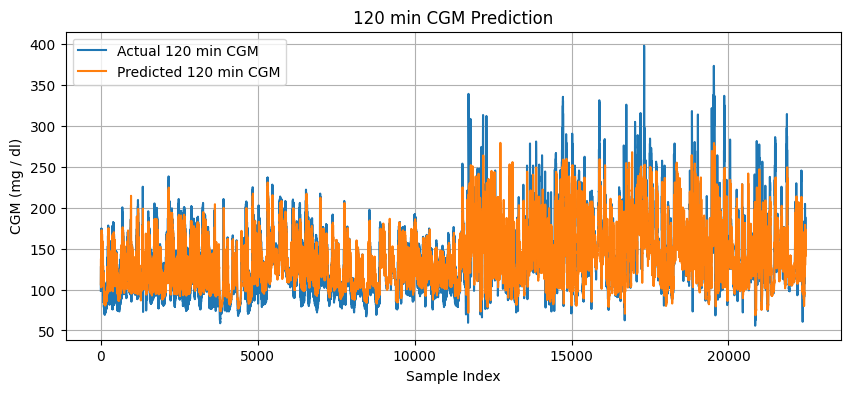 120 min CGM Prediction
Actual 120 min CGM
Predicted 120 min CGM
CGM (mg / dl)
400
350
300
250
200
150
100
50
0
5000
10000
15000
20000
Sample Index